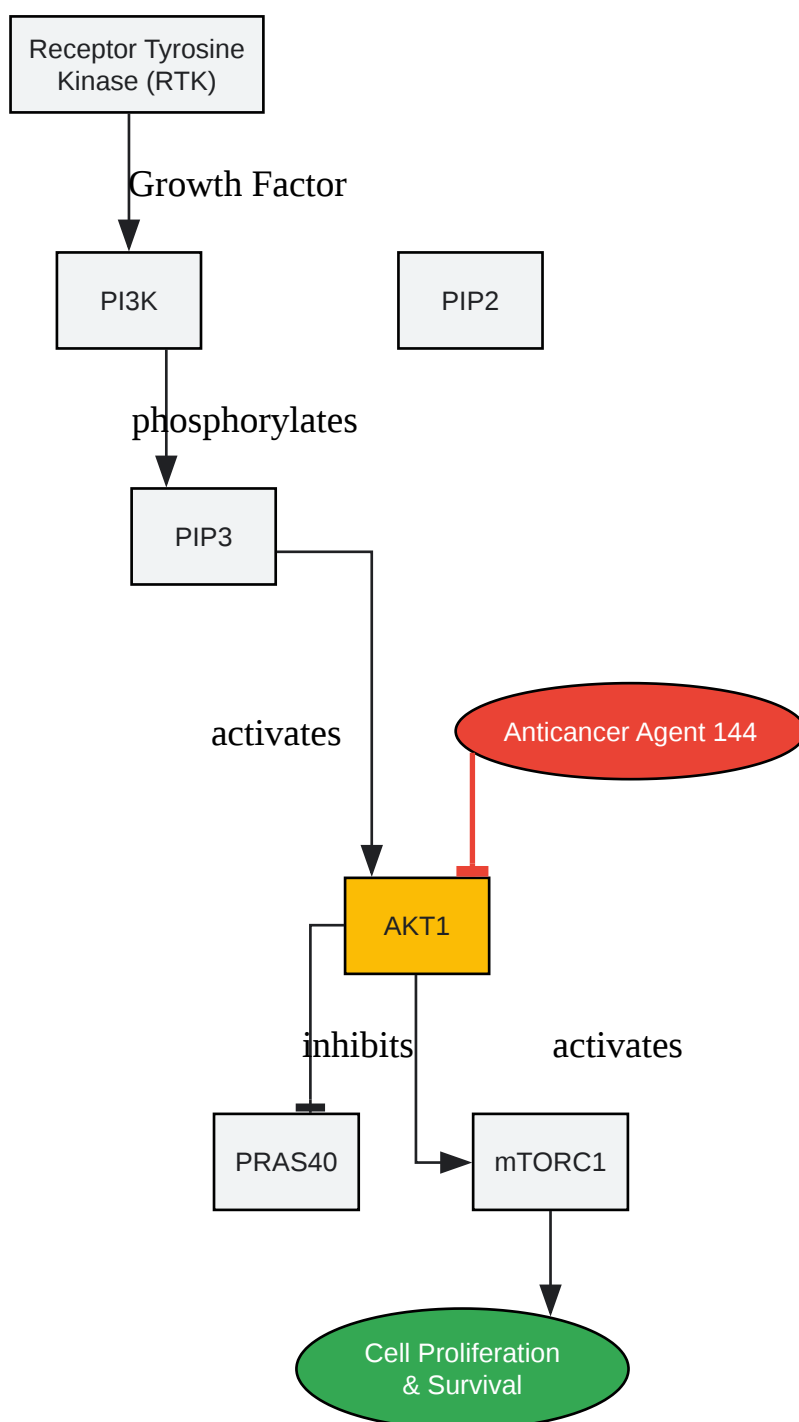 Receptor Tyrosine
Kinase (RTK)
Growth Factor
PI3K
PIP2
phosphorylates
PIP3
activates
Anticancer Agent 144
AKT1
inhibits
activates
PRAS40
mTORC1
Cell Proliferation
& Survival